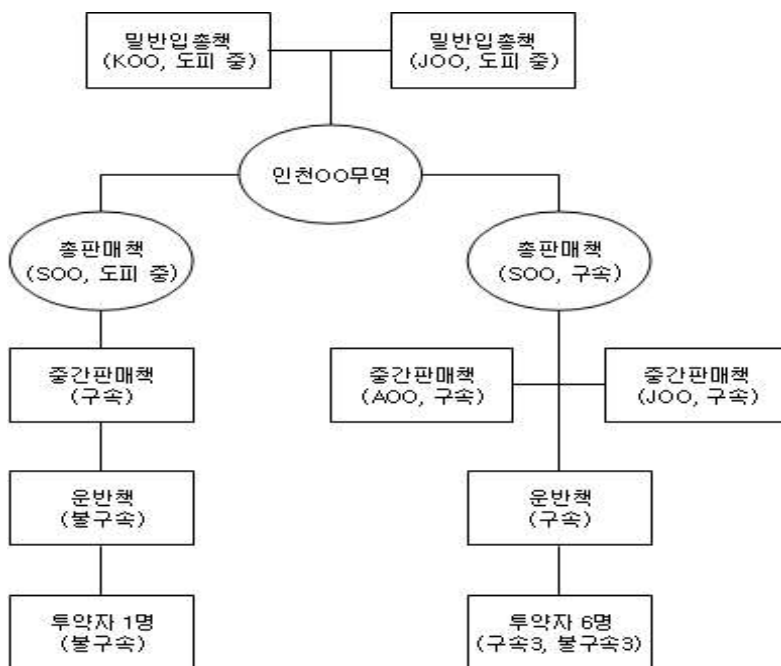 밀반입총책
(KOO, 도피 중)
밀반입총책
(JOO, 도피 중)
인천OO무역
총판매책
(SOO, 도피 중)
총판매책
(SOO, 구속)
중간판매책
(구속)
중간판매책
(AOO, 구속)
중간판매책
(JOO, 구속)
운반책
(불구속)
운반책
(구속)
투약자 1명
(불구속)
투약자 6명
(구속3, 불구속3)